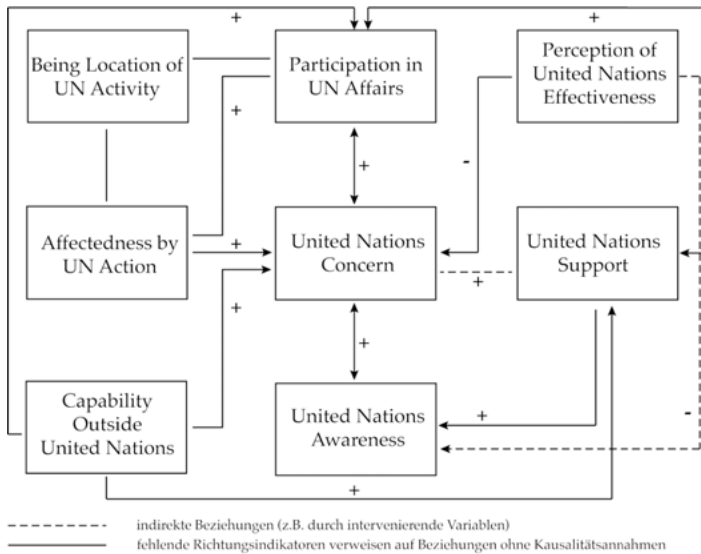 +
+
Being Location of
UN Activity
Participation in
UN Affairs
Perception of
United Nations
Effectiveness
+
+
-
Affectedness by
UN Action
+
United Nations
Concern
+
United Nations
Support
+
+
Capability
Outside
United Nations
United Nations
Awareness
+
-
+
indirekte Beziehungen (z.B. durch intervenierende Variablen)
fehlende Richtungsindikatoren verweisen auf Beziehungen ohne Kausalitätsannahmen